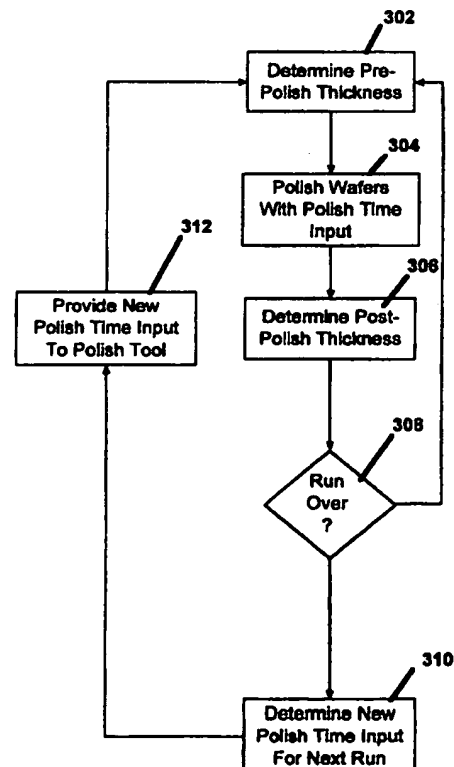 302
Determine Pre-
Polish Thickness
304
Polish Wafers
With Polish Time
Input
312
306
Provide New
Polish Time Input
To Polish Tool
Determine Post-
Polish Thickness
308
Run
Over
?
310
Determine New
Polish Time Input
For Next Run